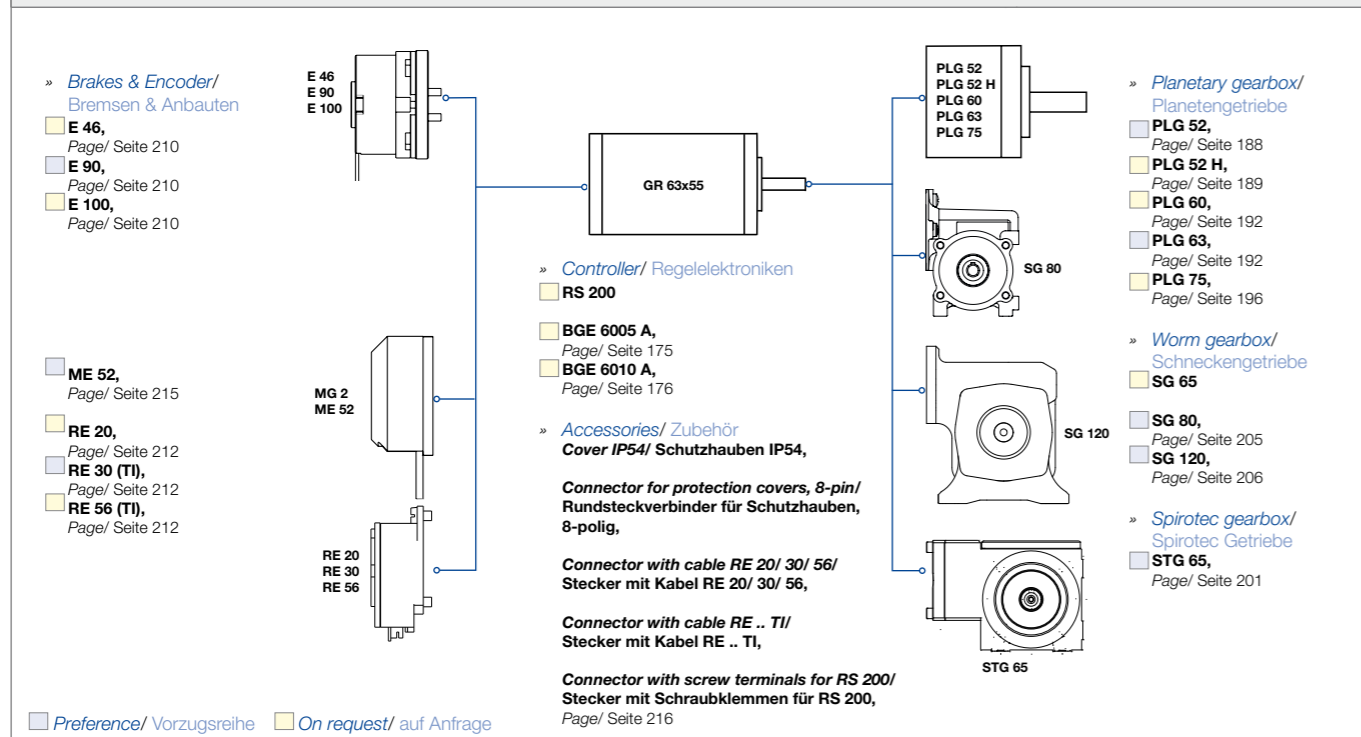 » Brakes & Encoder/
Bremsen & Anbauten
E 46,
Page/ Seite 210
E 90,
Page/ Seite 210
E 100,
Page/ Seite 210
ME 52,
Page/ Seite 215
RE 20,
Page/ Seite 212
RE 30 (TI),
Page/ Seite 212
RE 56 (TI),
Page/ Seite 212
E 46
E 90
E 100
MG 2
ME 52
RE 20
RE 30
RE 56
GR 63x55
» Controller/ Regelelektroniken
RS 200
BGE 6005 A,
Page/ Seite 175
BGE 6010 A,
Page/ Seite 176
» Accessories/ Zubehör
Cover IP54/ Schutzhauben IP54,
Connector for protection covers, 8-pin/
Rundsteckverbinder für Schutzhauben,
8-polig,
Connector with cable RE 20/ 30/ 56/
Stecker mit Kabel RE 20/ 30/ 56,
Connector with cable RE .. TI/
Stecker mit Kabel RE .. TI,
Connector with screw terminals for RS 200/
Stecker mit Schraubklemmen für RS 200,
Page/ Seite 216
PLG 52
PLG 52 H
PLG 60
PLG 63
PLG 75
SG 80
SG 120
STG 65
» Planetary gearbox/
Planetengetriebe
PLG 52,
Page/ Seite 188
PLG 52 H,
Page/ Seite 189
PLG 60,
Page/ Seite 192
PLG 63,
Page/ Seite 192
PLG 75,
Page/ Seite 196
» Worm gearbox/
Schneckengetriebe
SG 65
SG 80,
Page/ Seite 205
SG 120,
Page/ Seite 206
» Spirotec gearbox/
Spirotec Getriebe
STG 65,
Page/ Seite 201
Preference/ Vorzugsreihe On request/ auf Anfrage